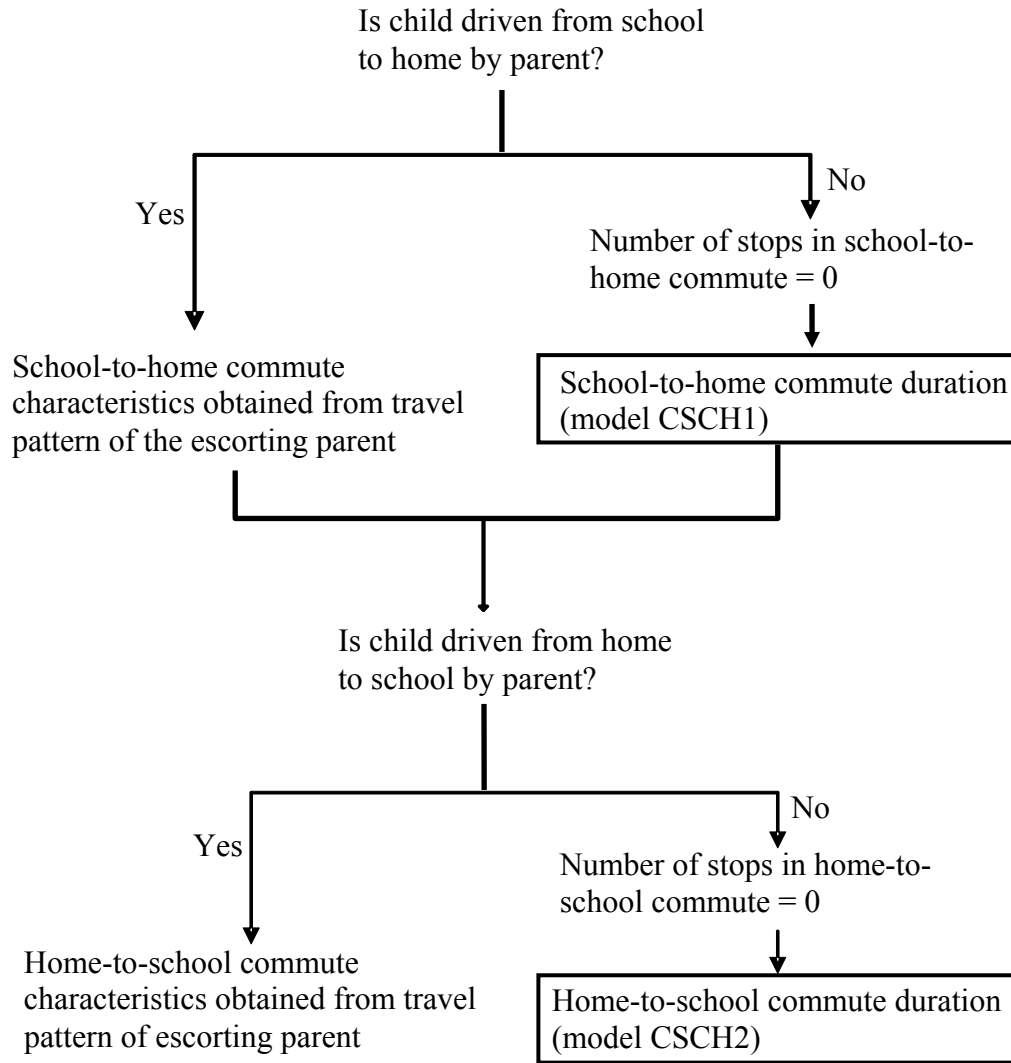 Is child driven from school
to home by parent?
Yes
No
Number of stops in school-to-
home commute = 0
School-to-home commute
characteristics obtained from travel
pattern of the escorting parent
School-to-home commute duration
(model CSCH1)
Is child driven from home
to school by parent?
Yes
No
Number of stops in home-to-
school commute = 0
Home-to-school commute
characteristics obtained from travel
pattern of escorting parent
Home-to-school commute duration
(model CSCH2)